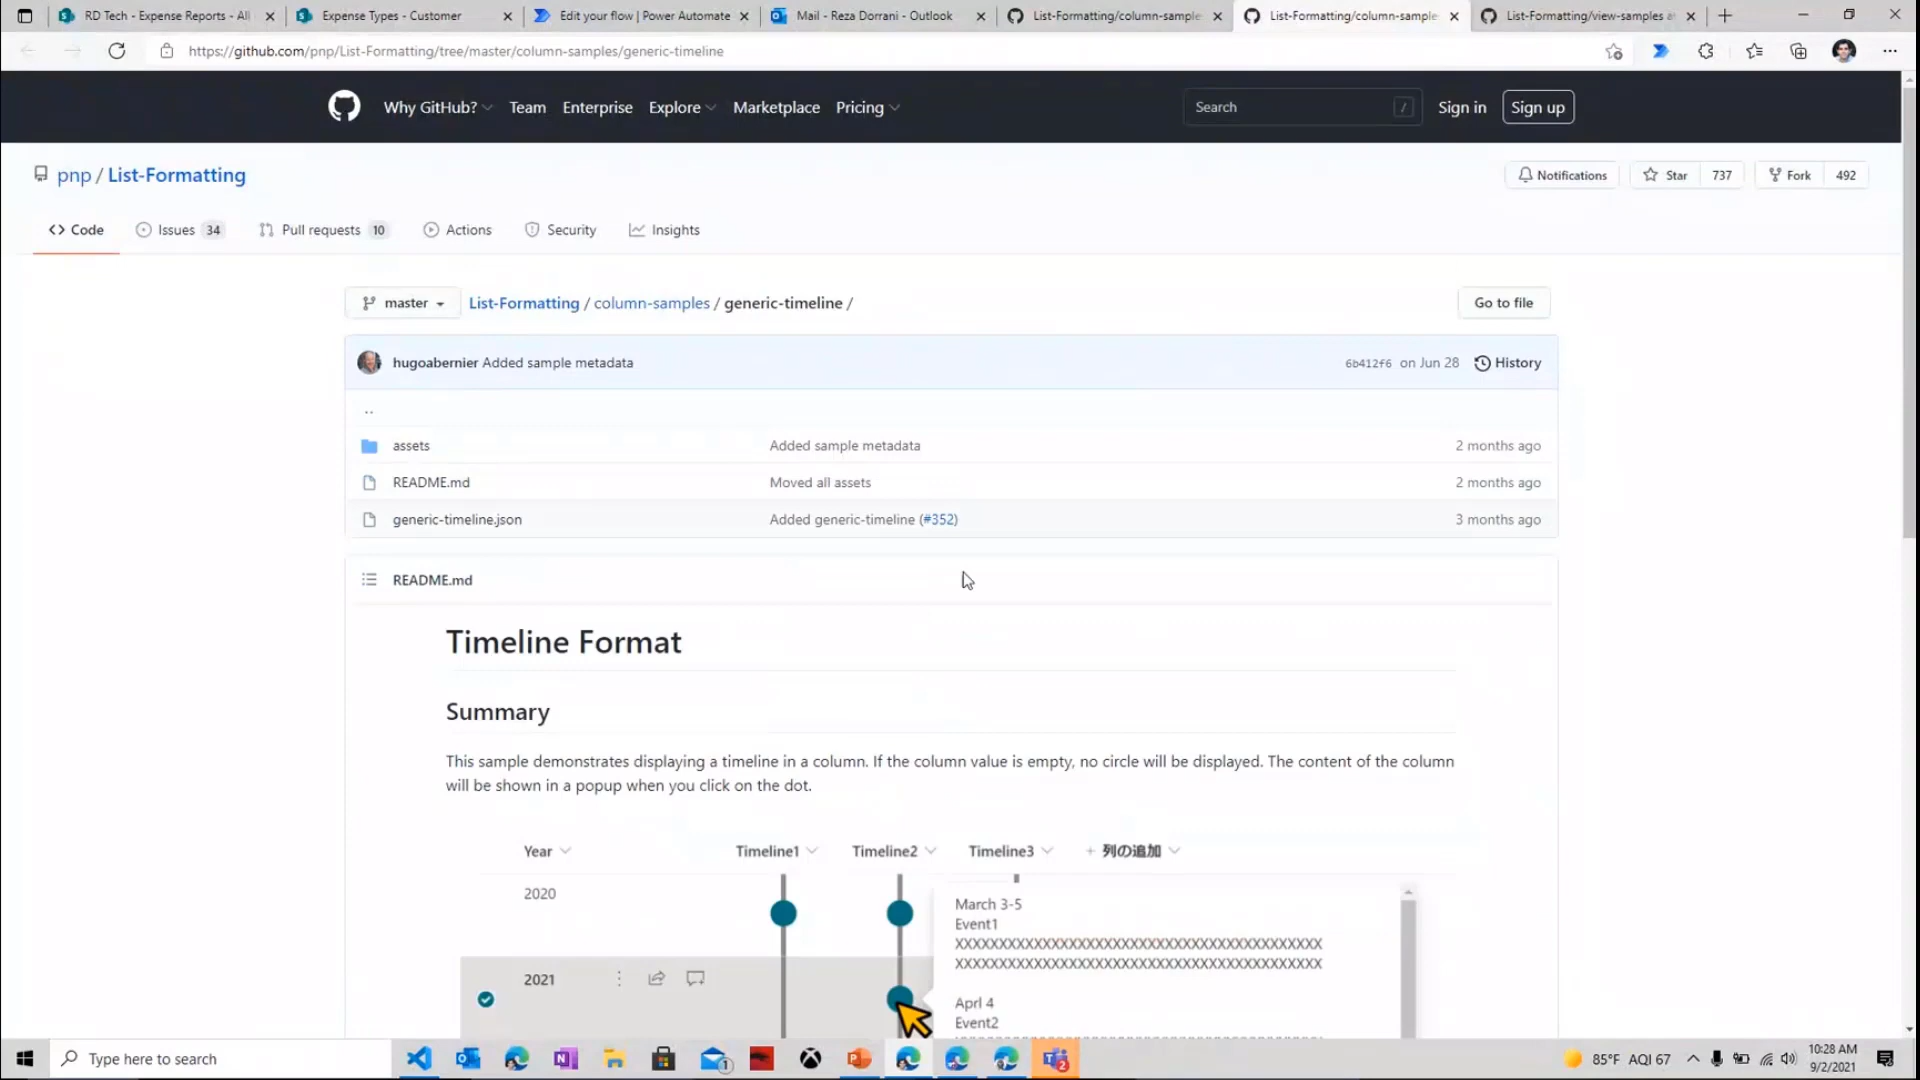 RD Tech - Expense Reports - All
Expense Types - Customer
Edit your flow | Power Automate
Mail - Reza Dorrani - Outlook
List-Formatting/column-sample
List-Formatting/column-sample
List-Formatting/view-samples a
https://github.com/pnp/List-Formatting/tree/master/column-samples/generic-timeline
Why GitHub?
Team
Enterprise
Explore
Marketplace
Pricing
Search
/
Sign in
Sign up
pnp / List-Formatting
Notifications
Star 737
Fork 492
Code
Issues 34
Pull requests 10
Actions
Security
Insights
master
List-Formatting / column-samples / generic-timeline /
Go to file
hugoabernier Added sample metadata
6b412f6 on Jun 28
History
..
assets
Added sample metadata
2 months ago
README.md
Moved all assets
2 months ago
generic-timeline.json
Added generic-timeline (#352)
3 months ago
README.md
Timeline Format
Summary
This sample demonstrates displaying a timeline in a column. If the column value is empty, no circle will be displayed. The content of the column
will be shown in a popup when you click on the dot.
Year
Timeline1
Timeline2
Timeline3
+ 列の追加
2020
March 3-5
Event1
XXXXXXXXXXXXXXXXXXXXXXXXXXXXXXXXXXXXXXXXXX
XXXXXXXXXXXXXXXXXXXXXXXXXXXXXXXXXXXXXXXXXX
2021
Aprl 4
Event2
Type here to search
1
2
85°F AQI 67
10:28 AM
9/2/2021